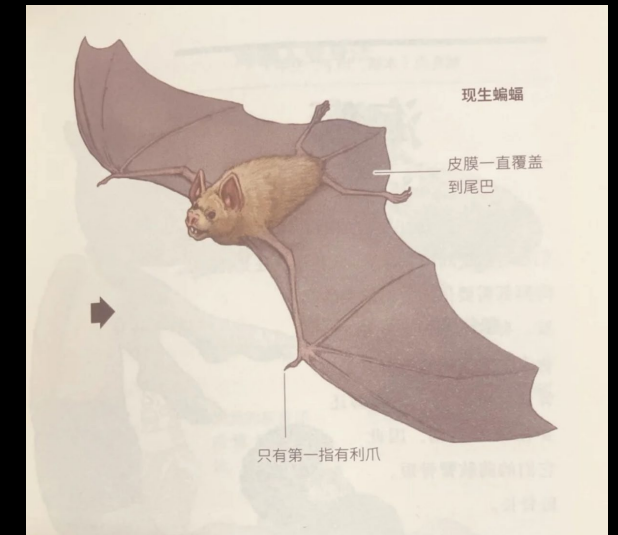 现生蝙蝠
皮膜一直覆盖
到尾巴
只有第一指有利爪